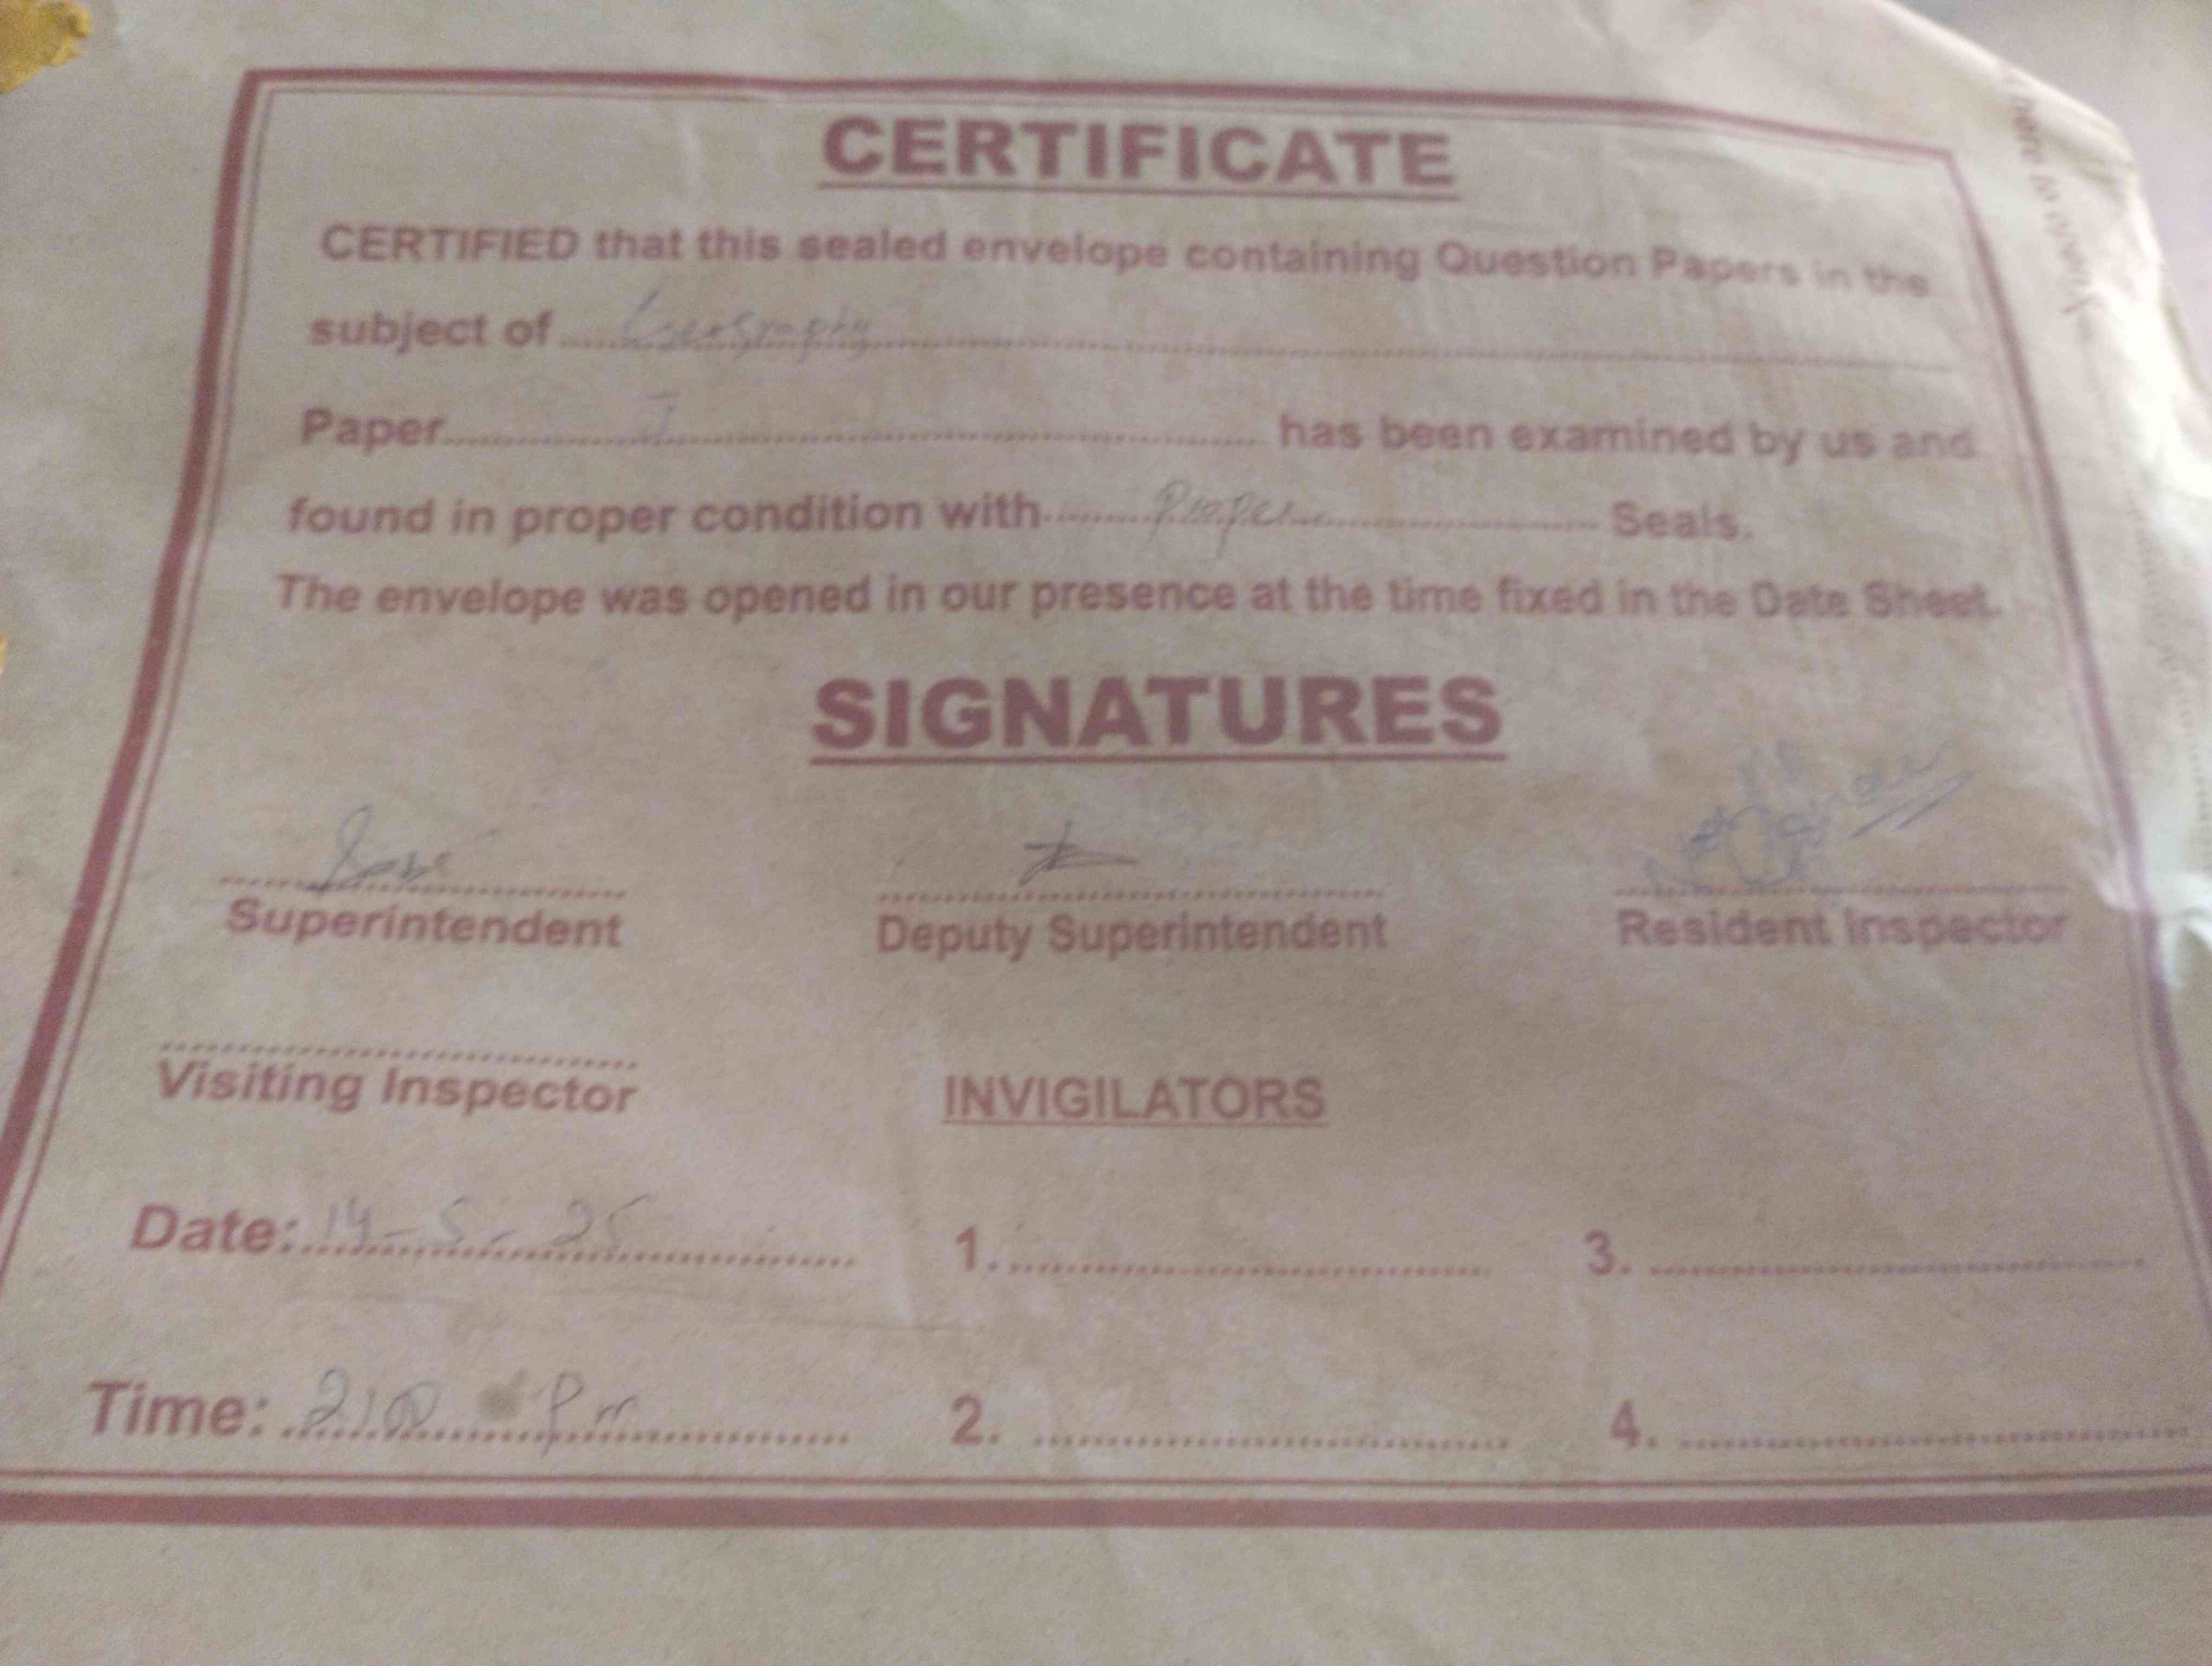 CERTIFICATE
CERTIFIED that this sealed envelope containing Question Papers in the
subject of Geography
Paper I has been examined by us and
found in proper condition with Proper Seals.
The envelope was opened in our presence at the time fixed in the Date Sheet.
SIGNATURES
Superintendent Deputy Superintendent Resident Inspector
Visiting Inspector INVIGILATORS
Date: 14-5-25 1. 3.
Time: Pm 2. 4.
here to open